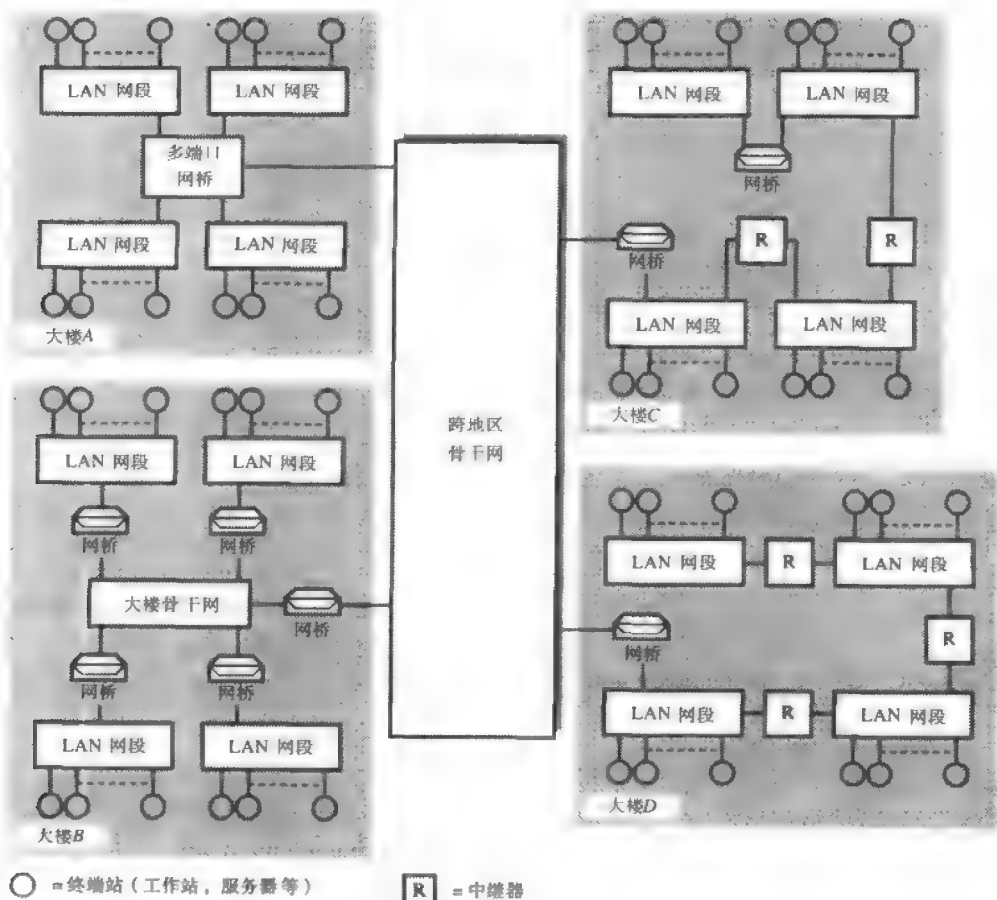 LAN 网段
LAN 网段
多端口
网桥
LAN 网段
LAN 网段
大楼A
LAN 网段
LAN 网段
网桥
网桥
R
R
LAN 网段
LAN 网段
大楼C
跨地区
骨干网
LAN 网段
LAN 网段
网桥
网桥
大楼骨干网
网桥
网桥
网桥
LAN 网段
LAN 网段
大楼B
LAN 网段
R
LAN 网段
网桥
R
LAN 网段
R
LAN 网段
大楼D
=终端站(工作站,服务器等)
R =中继器